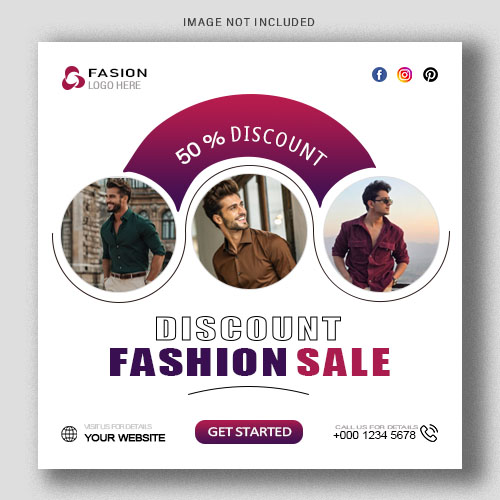 IMAGE NOT INCLUDED
FASION
LOGO HERE
50 % DISCOUNT
DISCOUNT
FASHION SALE
VISIT US FOR DETAILS
YOUR WEBSITE
GET STARTED
CALL US FOR DETAILS
+000 1234 5678